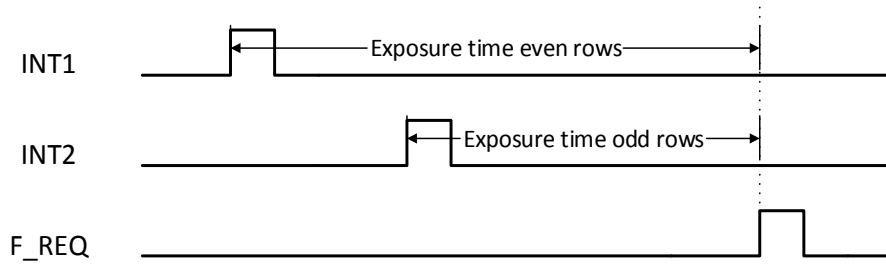 INT1
Exposure time even rows
INT2
Exposure time odd rows
F_REQ